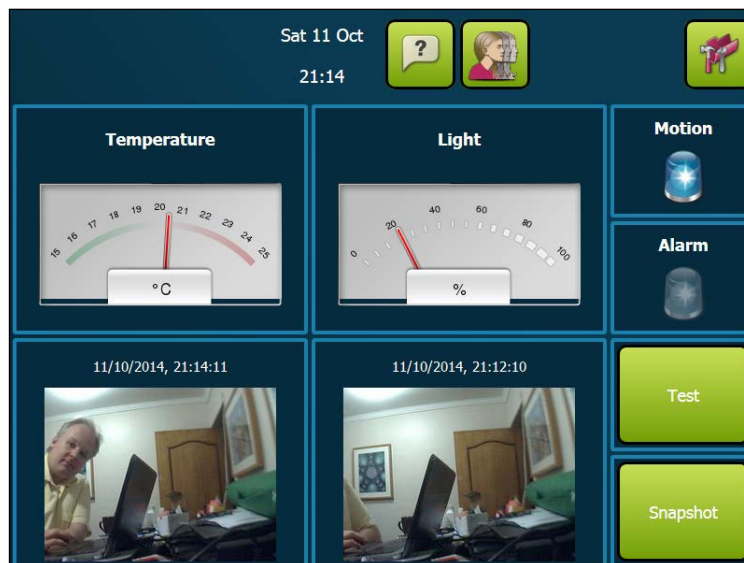 Sat 11 Oct
21:14
?
Temperature
15 16 17 18 19 20 21 22 23 24 25
°C
Light
0 20 40 60 80 100
%
Motion
Alarm
11/10/2014, 21:14:11
11/10/2014, 21:12:10
Test
Snapshot